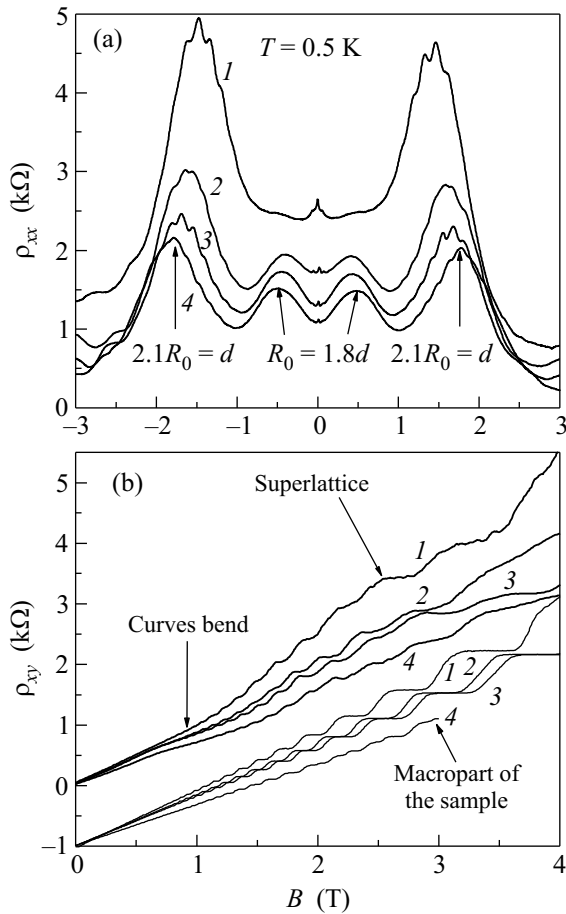 (a)
T = 0.5 K
5
4
3
2
1
0
ρxx (kΩ)
1
2
3
4
2.1R0 = d
R0 = 1.8d
2.1R0 = d
–3
–2
–1
0
1
2
3
(b)
5
4
3
2
1
0
–1
ρxy (kΩ)
Superlattice
1
2
3
Curves bend
4
1
2
3
4
Macropart of
the sample
0
1
2
3
4
B (T)